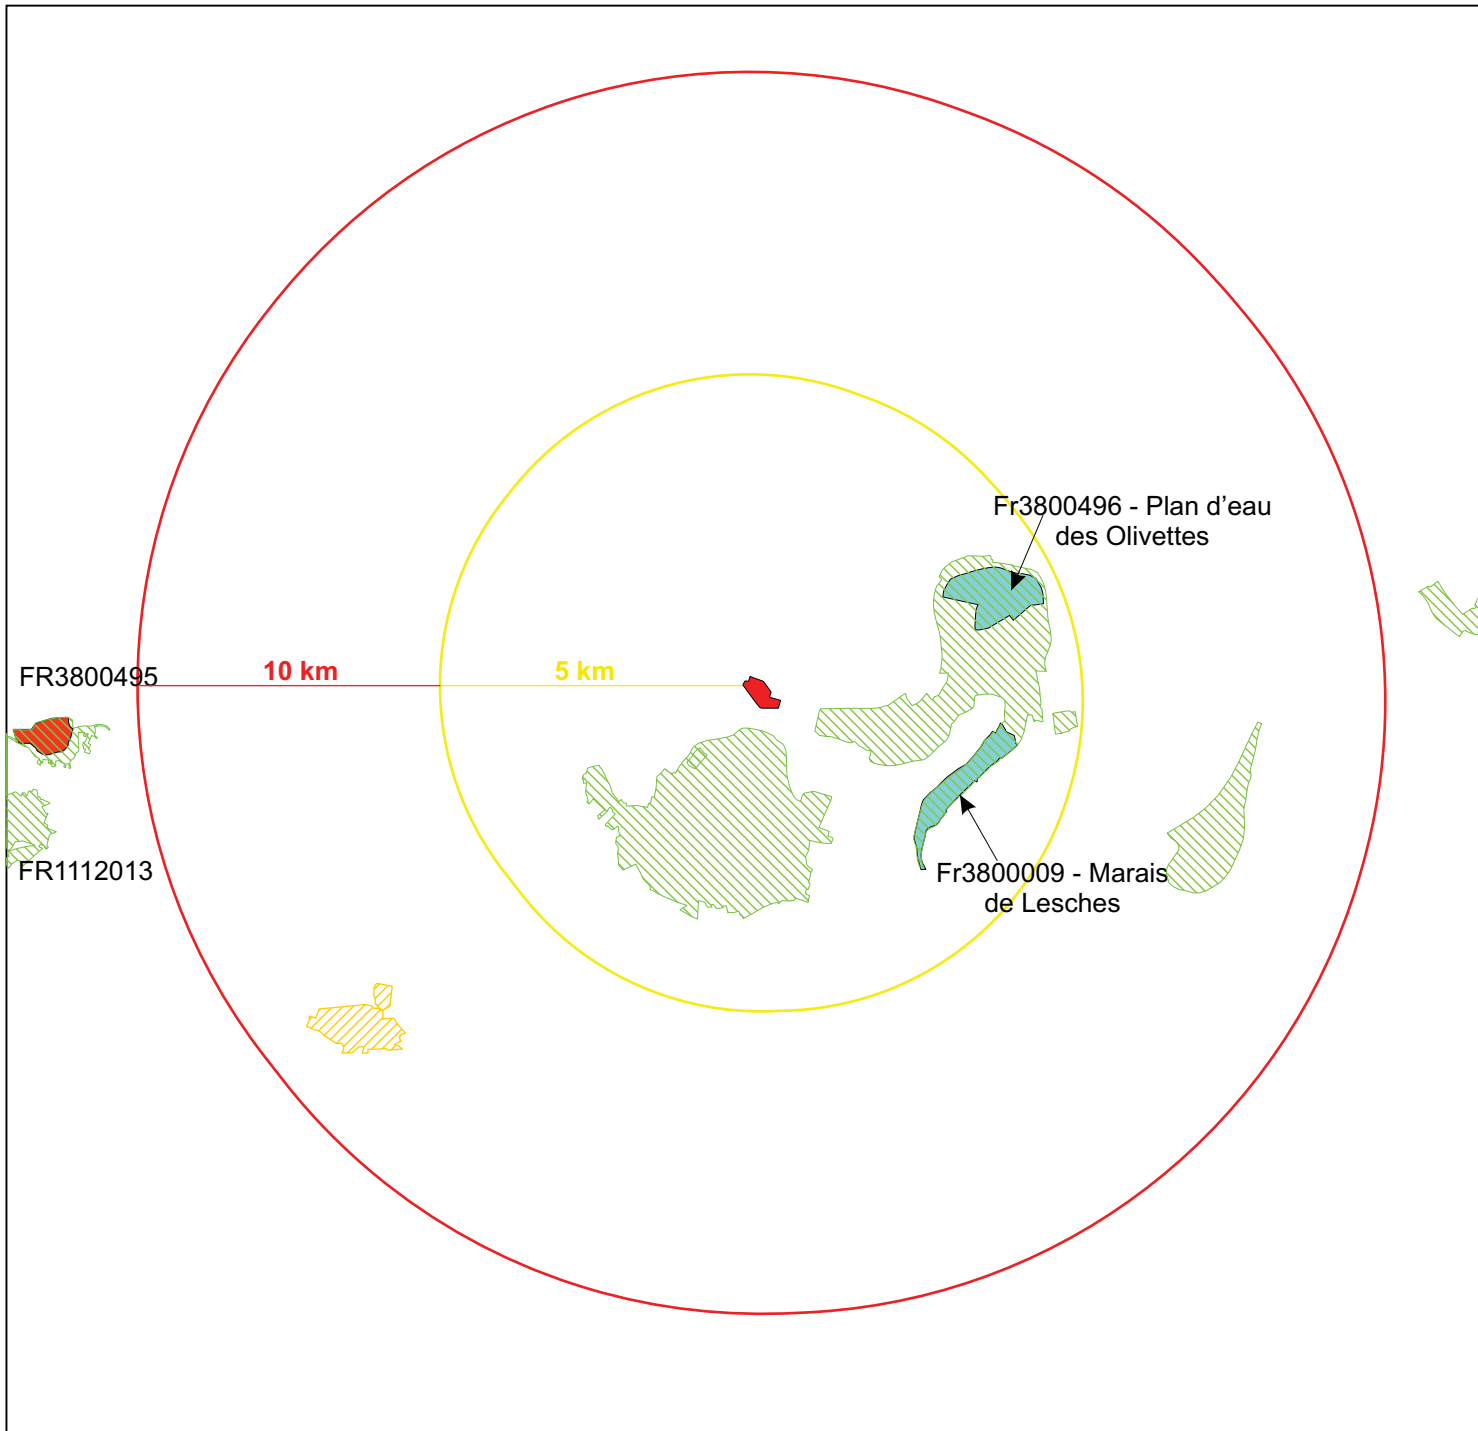 Fr3800496 - Plan d’eau
des Olivettes
FR3800495
10 km
5 km
FR1112013
Fr3800009 - Marais
de Lesches